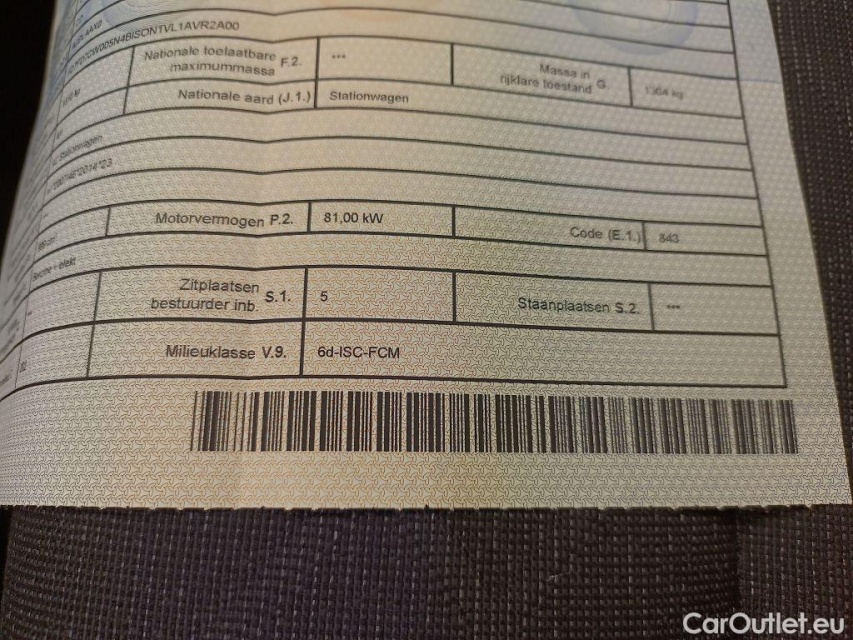 Nationale toelaatbare maximummassa F.2. ***
Massa in rijklare toestand G. 1364 kg
Nationale aard (J.1.) Stationwagen
Stationwagen
Motorvermogen P.2. 81,00 kW
Code (E.1.) 843
Zitplaatsen bestuurder inb. S.1. 5
Staanplaatsen S.2. ***
Milieuklasse V.9. 6d-ISC-FCM
CarOutlet.eu